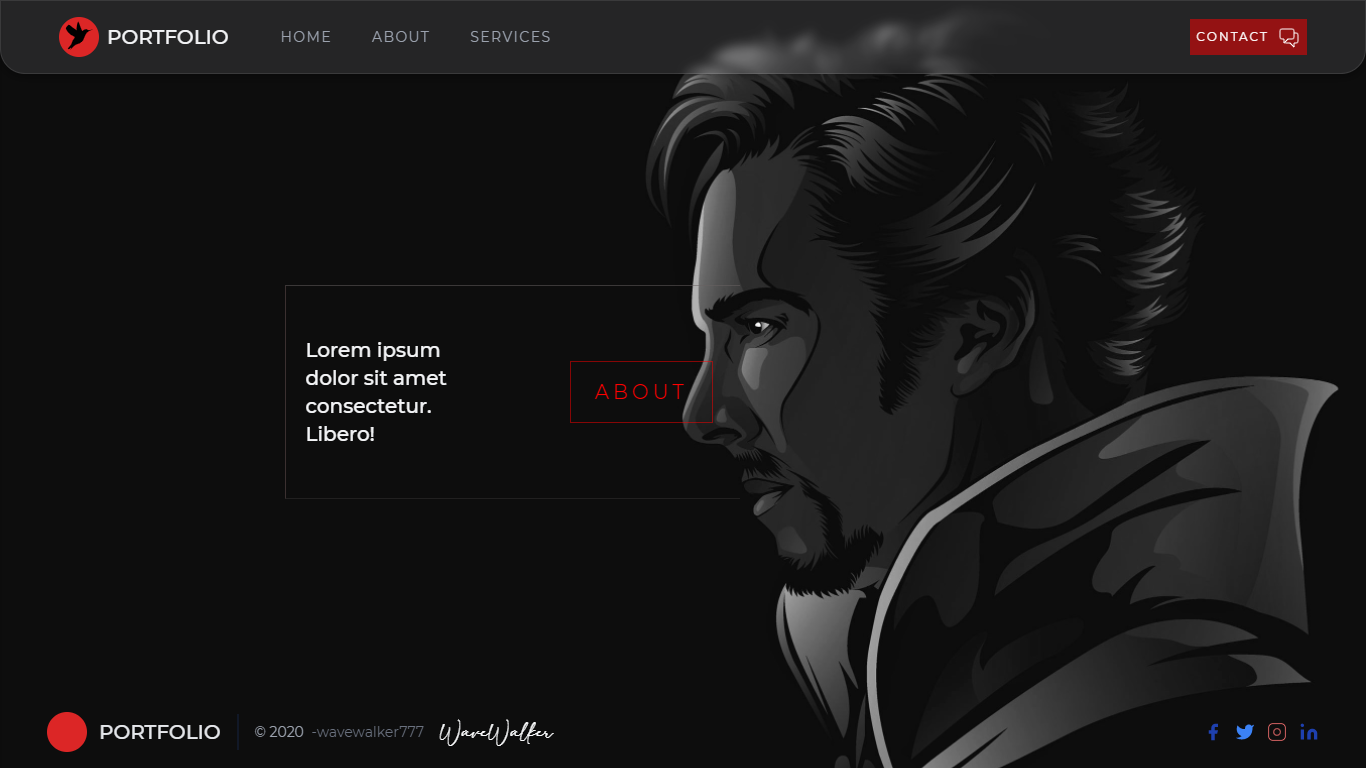 PORTFOLIO HOME ABOUT SERVICES CONTACT
Lorem ipsum
dolor sit amet
consectetur.
Libero!
ABOUT
PORTFOLIO © 2020 -wavewalker777 WaveWalker